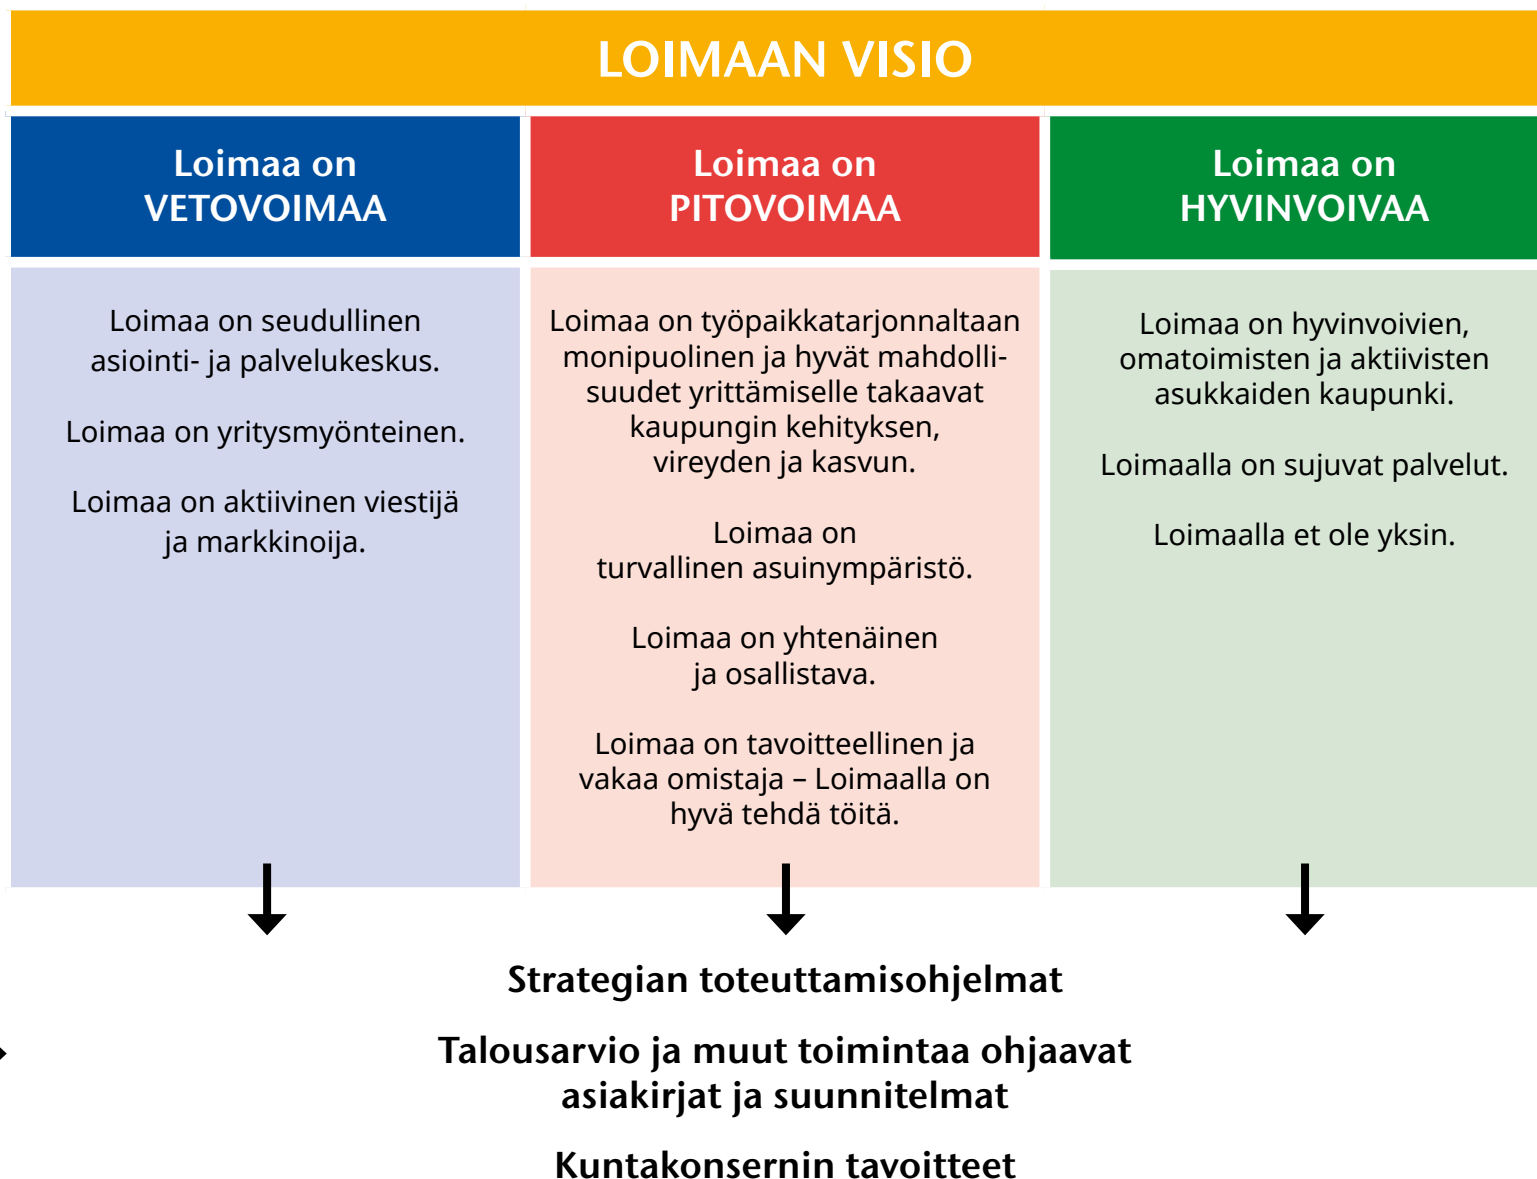 LOIMAAN VISIO
Loimaa on
VETOVOIMAA
Loimaa on seudullinen
asiointi- ja palvelukeskus.
Loimaa on yritysmyönteinen.
Loimaa on aktiivinen viestijä
ja markkinoija.
Loimaa on
PITOVOIMAA
Loimaa on työpaikkatarjonnaltaan
monipuolinen ja hyvät mahdolli-
suudet yrittämiselle takaavat
kaupungin kehityksen,
vireyden ja kasvun.
Loimaa on
turvallinen asuinympäristö.
Loimaa on yhtenäinen
ja osallistava.
Loimaa on tavoitteellinen ja
vakaa omistaja – Loimaalla on
hyvä tehdä töitä.
Loimaa on
HYVINVOIVAA
Loimaa on hyvinvoivien,
omatoimisten ja aktiivisten
asukkaiden kaupunki.
Loimaalla on sujuvat palvelut.
Loimaalla et ole yksin.
Strategian toteuttamisohjelmat
Talousarvio ja muut toimintaa ohjaavat
asiakirjat ja suunnitelmat
Kuntakonsernin tavoitteet